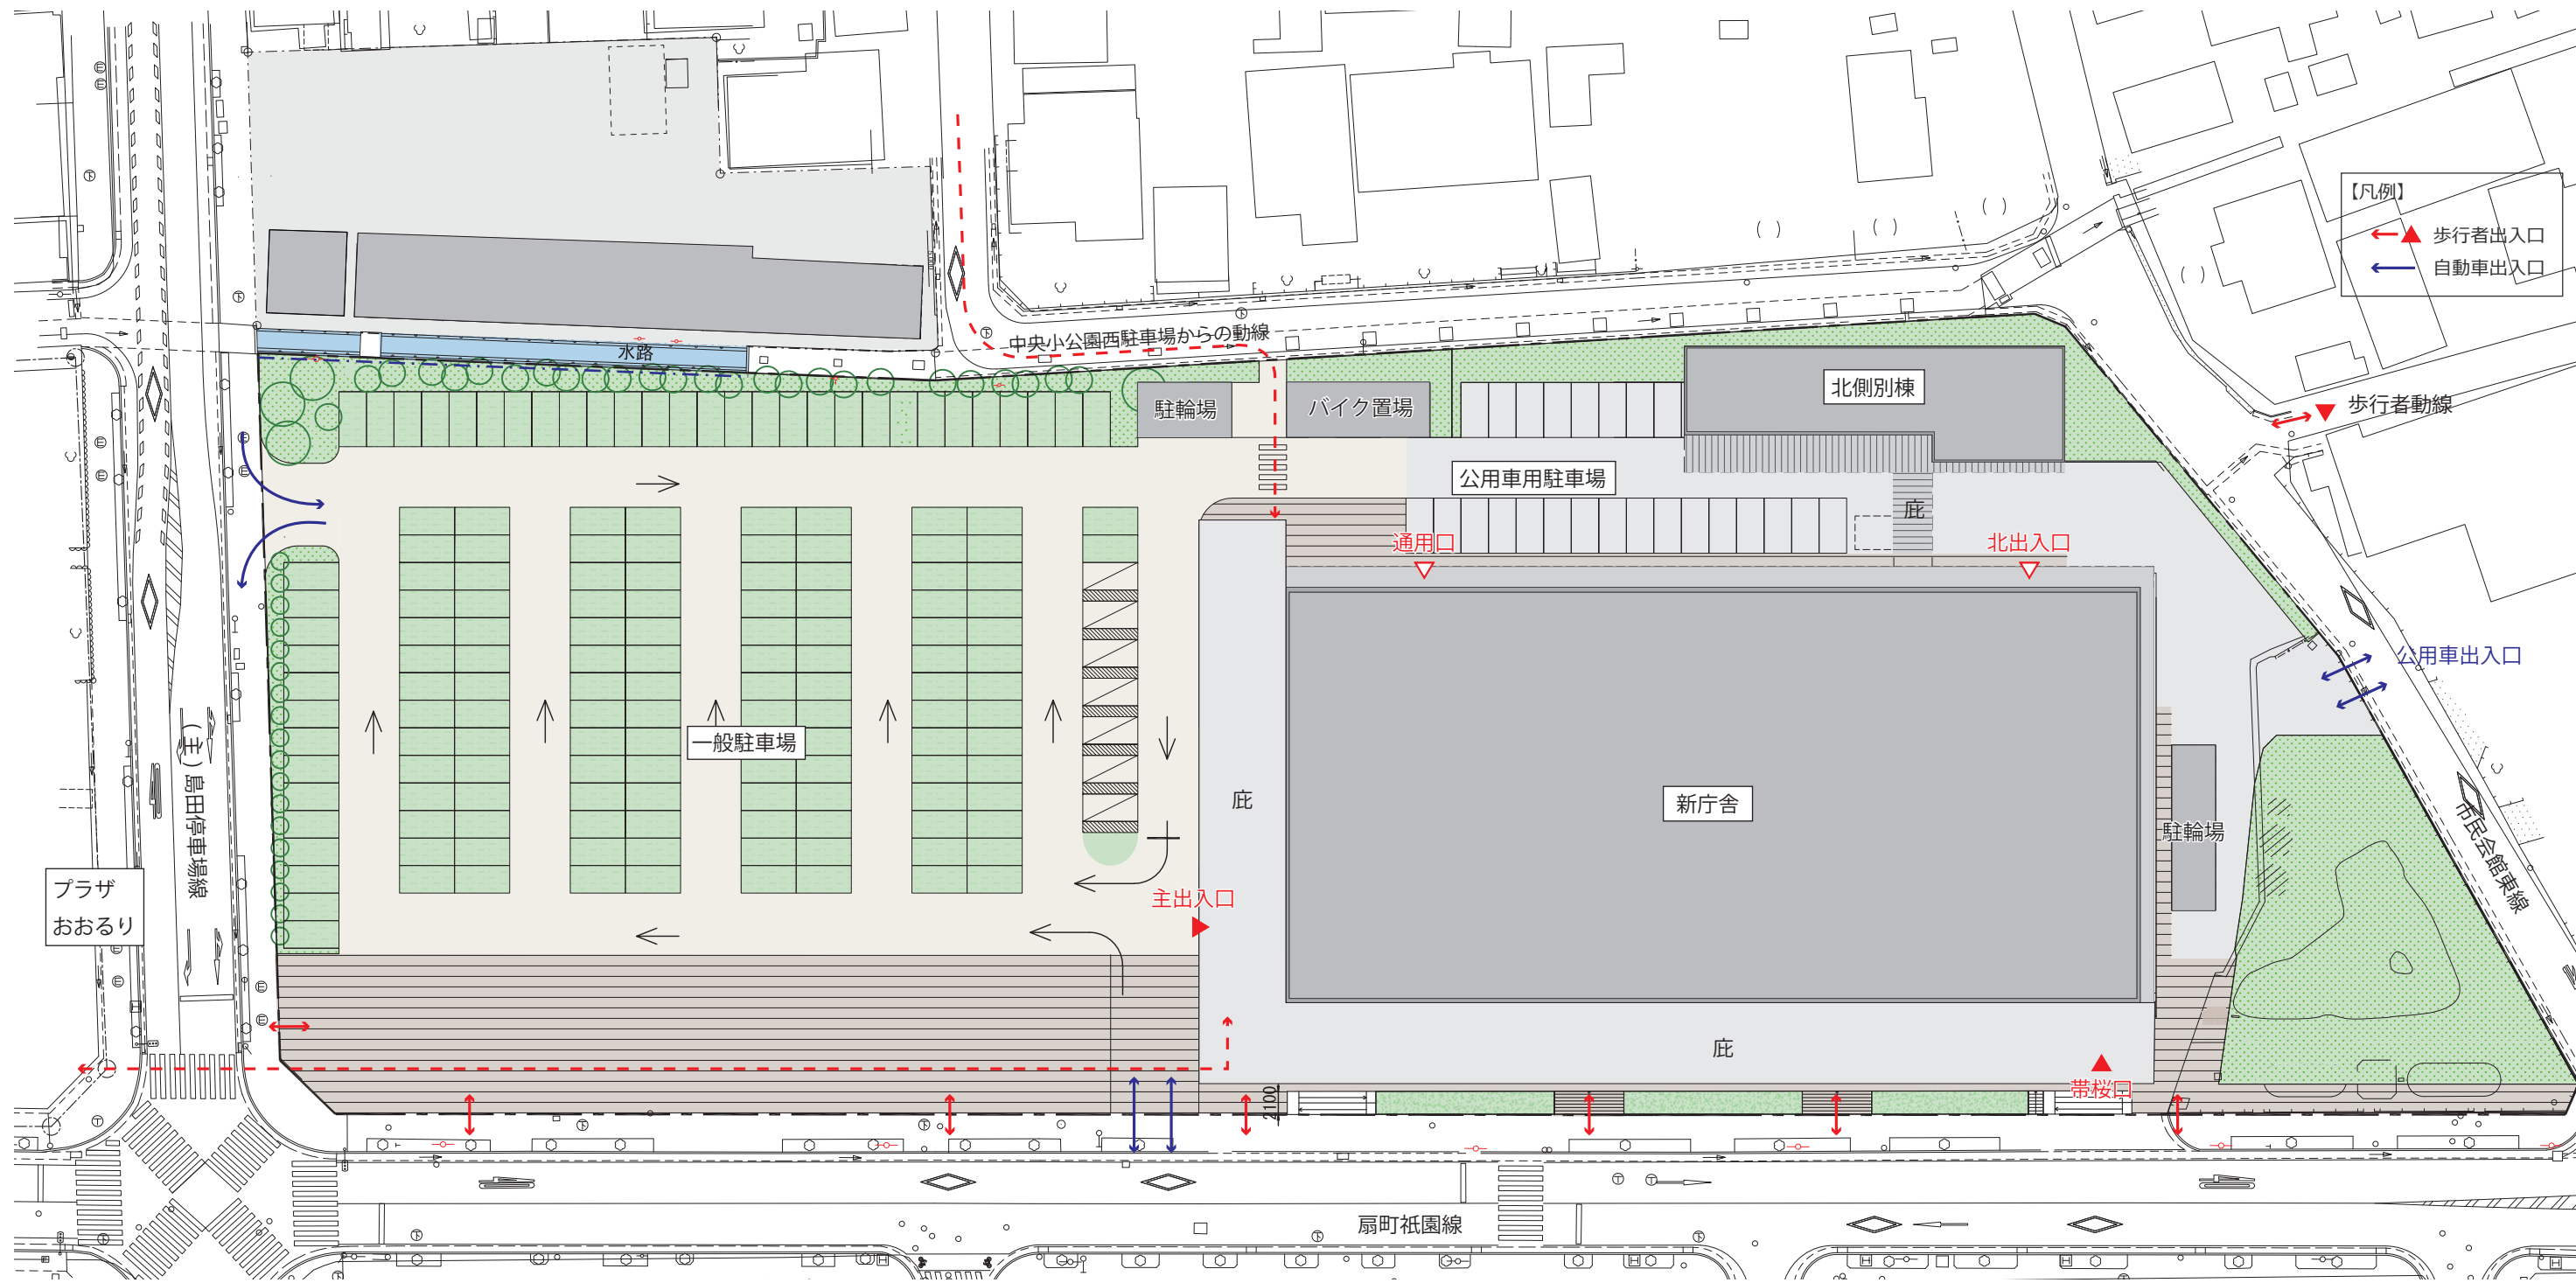 【凡例】
歩行者出入口
自動車出入口
水路
中央小公園西駐車場からの動線
駐輪場
バイク置場
北側別棟
歩行者動線
公用車用駐車場
庇
通用口
北出入口
公用車出入口
一般駐車場
(主)島田停車場線
庇
新庁舎
駐輪場
市民会館東線
プラザ
おおるり
主出入口
庇
帯桜口
2100
扇町祇園線